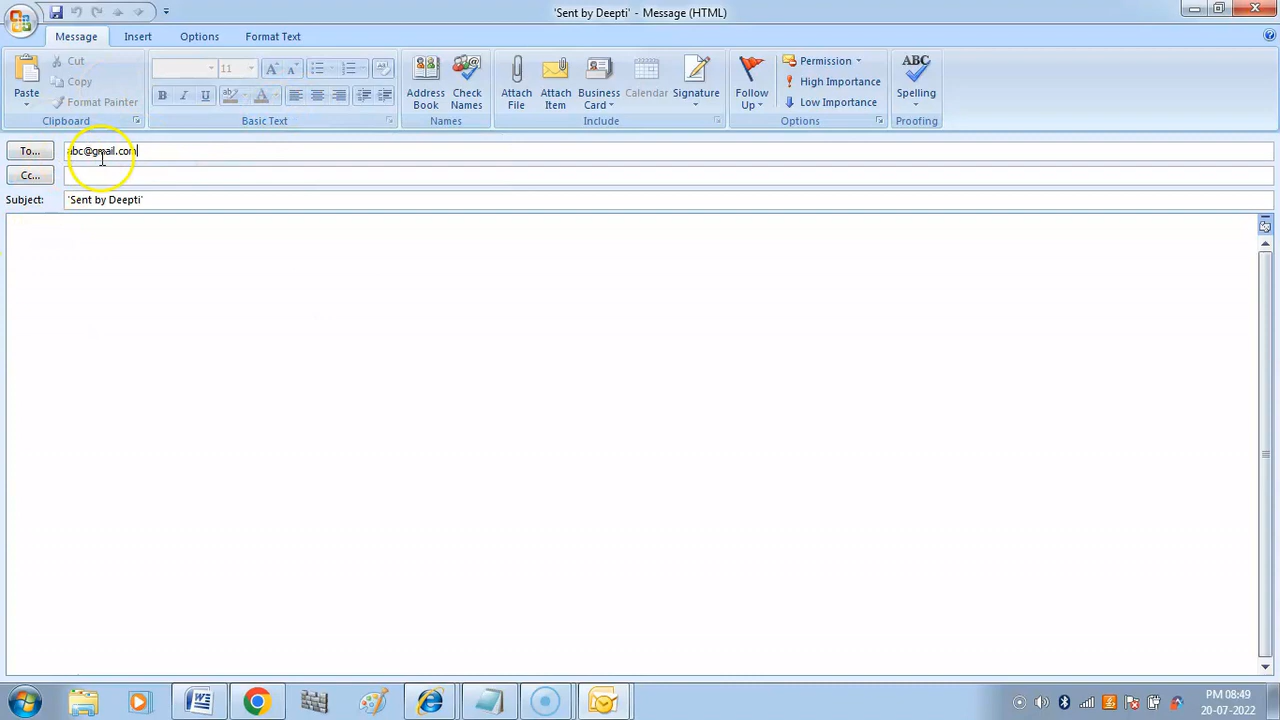 'Sent by Deepti' - Message (HTML)
Message Insert Options Format Text
Paste
Cut
Copy
Format Painter
Clipboard
11
Basic Text
Address Book
Check Names
Names
Attach File
Attach Item
Business Card
Calendar
Signature
Include
Follow Up
Permission
High Importance
Low Importance
Options
ABC
Spelling
Proofing
To... abc@gmail.com
Cc...
Subject: 'Sent by Deepti'
PM 08:49
20-07-2022